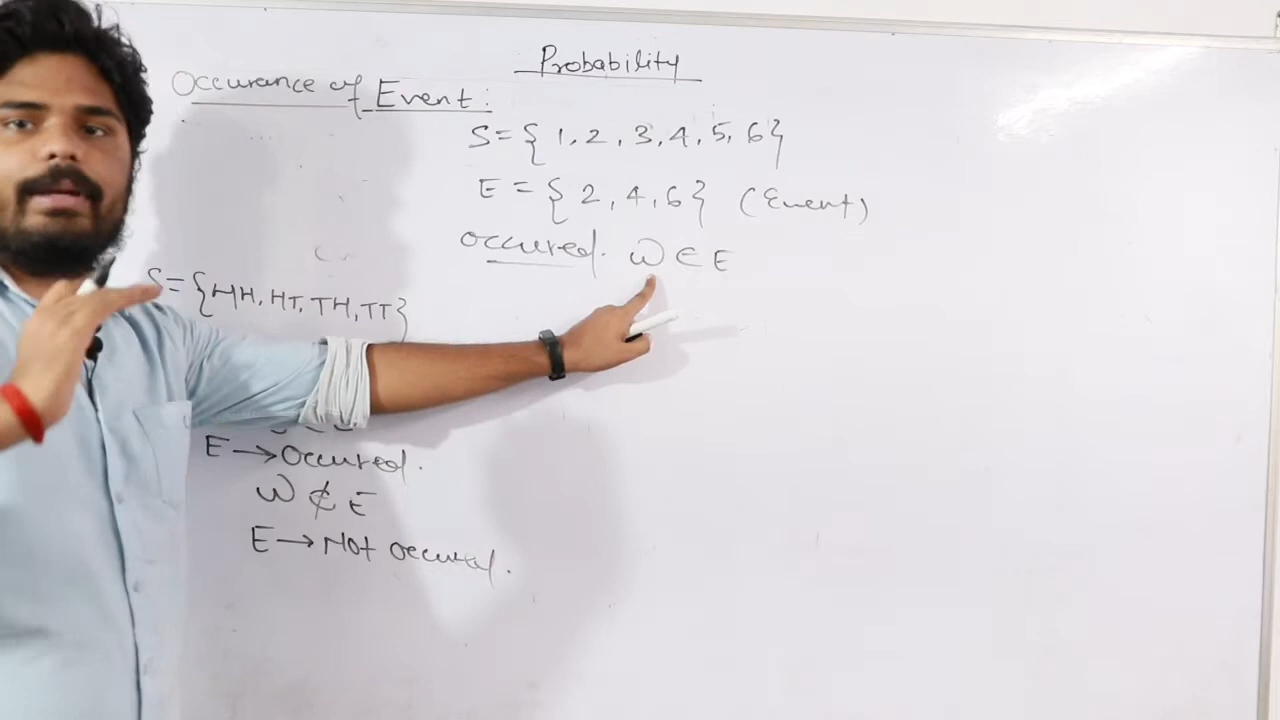 Probability
Occurance of Event:
S = { 1, 2, 3, 4, 5, 6 }
E = { 2, 4, 6 } (Event)
occured. ω ∈ E
S = { HH, HT, TH, TT }
E → Occured.
ω ∉ E
E → Not occured.